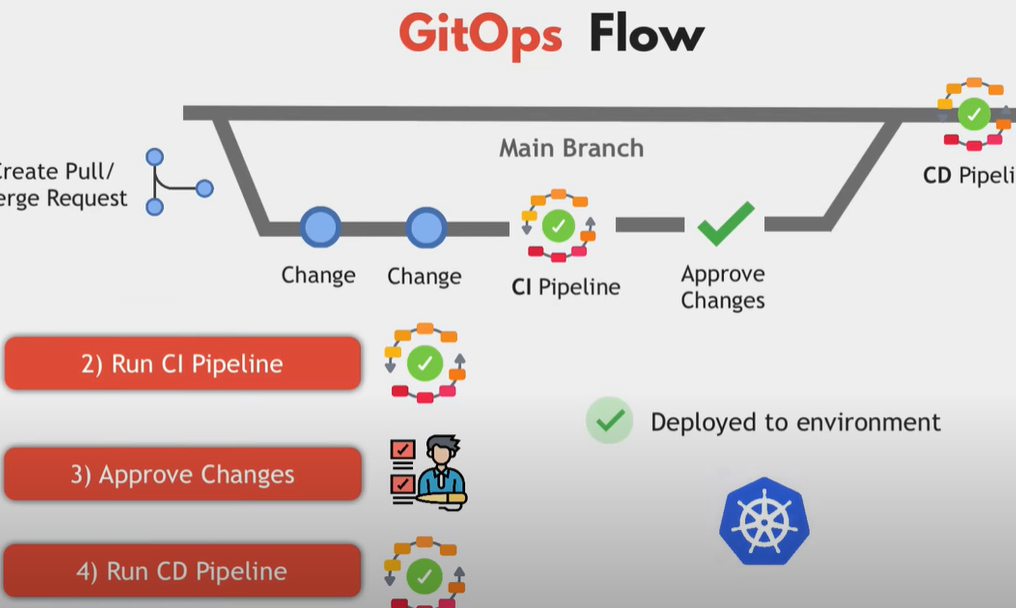 GitOps Flow
Main Branch
reate Pull/
erge Request
CD Pipeli
Change
Change
CI Pipeline
Approve
Changes
2) Run CI Pipeline
Deployed to environment
3) Approve Changes
4) Run CD Pipeline